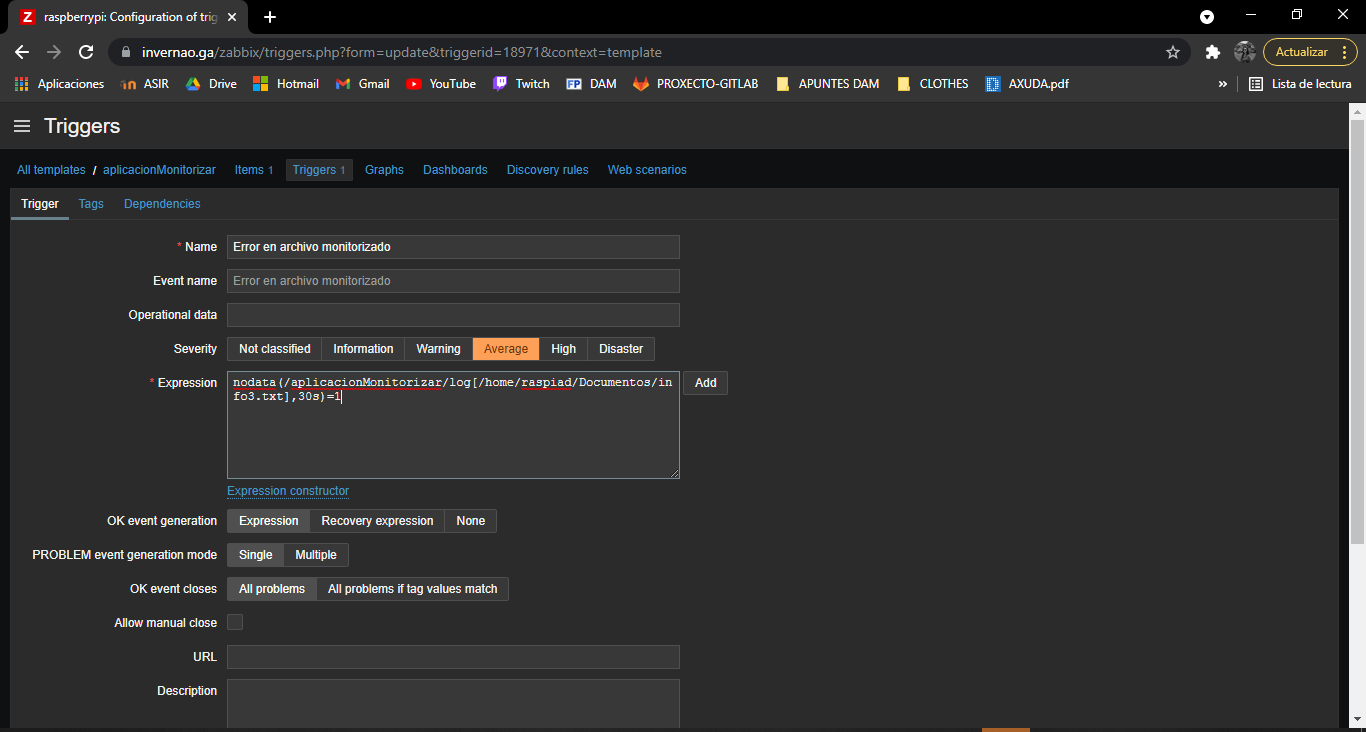 raspberrypi: Configuration of trig
invernao.ga/zabbix/triggers.php?form=update&triggerid=18971&context=template
Actualizar
Aplicaciones ASIR Drive Hotmail Gmail YouTube Twitch DAM PROXECTO-GITLAB APUNTES DAM CLOTHES AXUDA.pdf » Lista de lectura
Triggers
All templates / aplicacionMonitorizar Items 1 Triggers 1 Graphs Dashboards Discovery rules Web scenarios
Trigger Tags Dependencies
* Name Error en archivo monitorizado
Event name Error en archivo monitorizado
Operational data
Severity Not classified Information Warning Average High Disaster
* Expression nodata(/aplicacionMonitorizar/log[/home/raspiad/Documentos/in Add
fo3.txt],30s)=1
Expression constructor
OK event generation Expression Recovery expression None
PROBLEM event generation mode Single Multiple
OK event closes All problems All problems if tag values match
Allow manual close
URL
Description